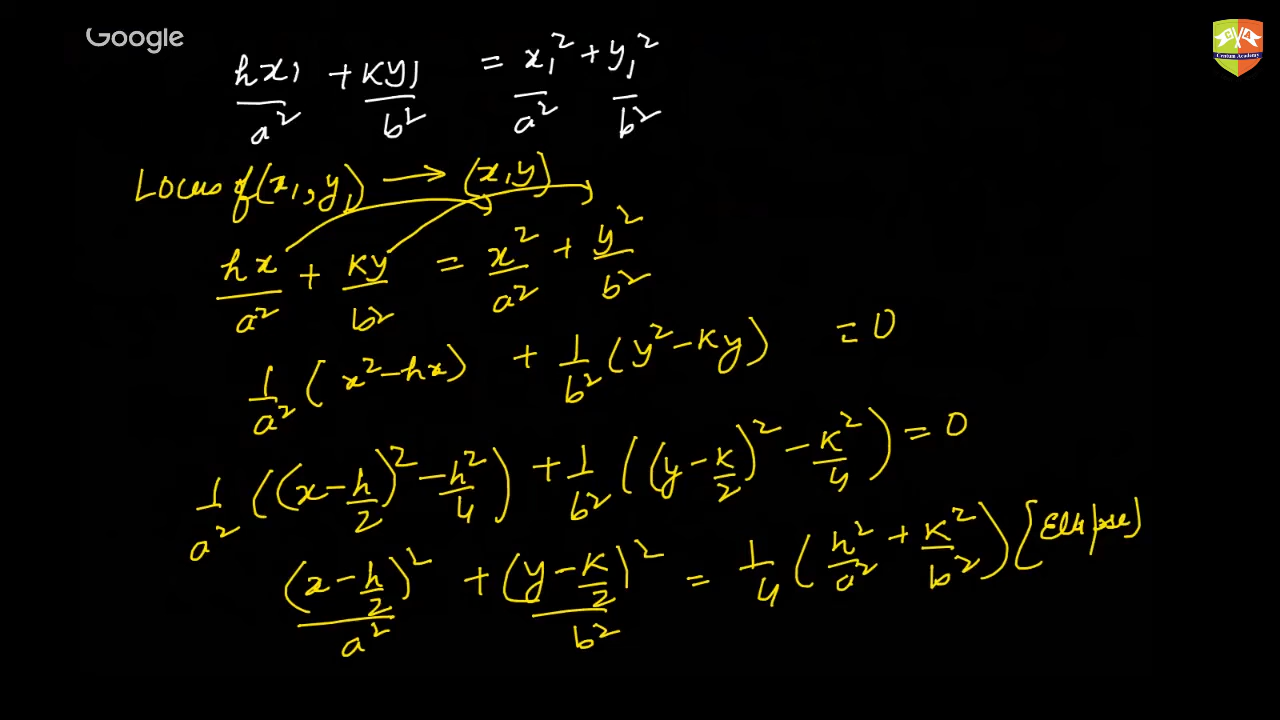 Google
hx₁/a² + ky₁/b² = x₁²/a² + y₁²/b²
Locus of (x₁, y₁) → (x, y)
hx/a² + ky/b² = x²/a² + y²/b²
1/a² (x² - hx) + 1/b² (y² - ky) = 0
1/a² ((x - h/2)² - h²/4) + 1/b² ((y - k/2)² - k²/4) = 0
(x - h/2)²/a² + (y - k/2)²/b² = 1/4 (h²/a² + k²/b²) [Ellipse]